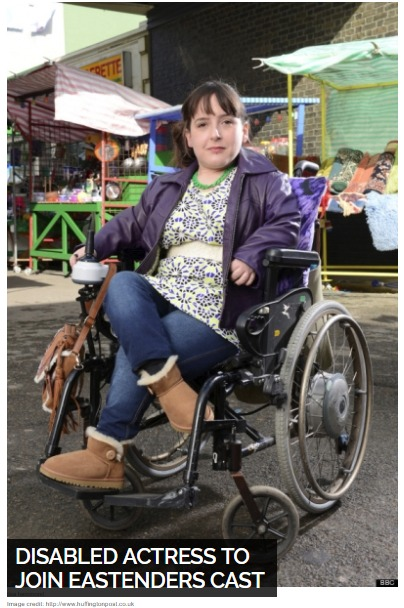 DISABLED ACTRESS TO
JOIN EASTENDERS CAST
BBC
Image credit: http://www.huffingtonpost.co.uk